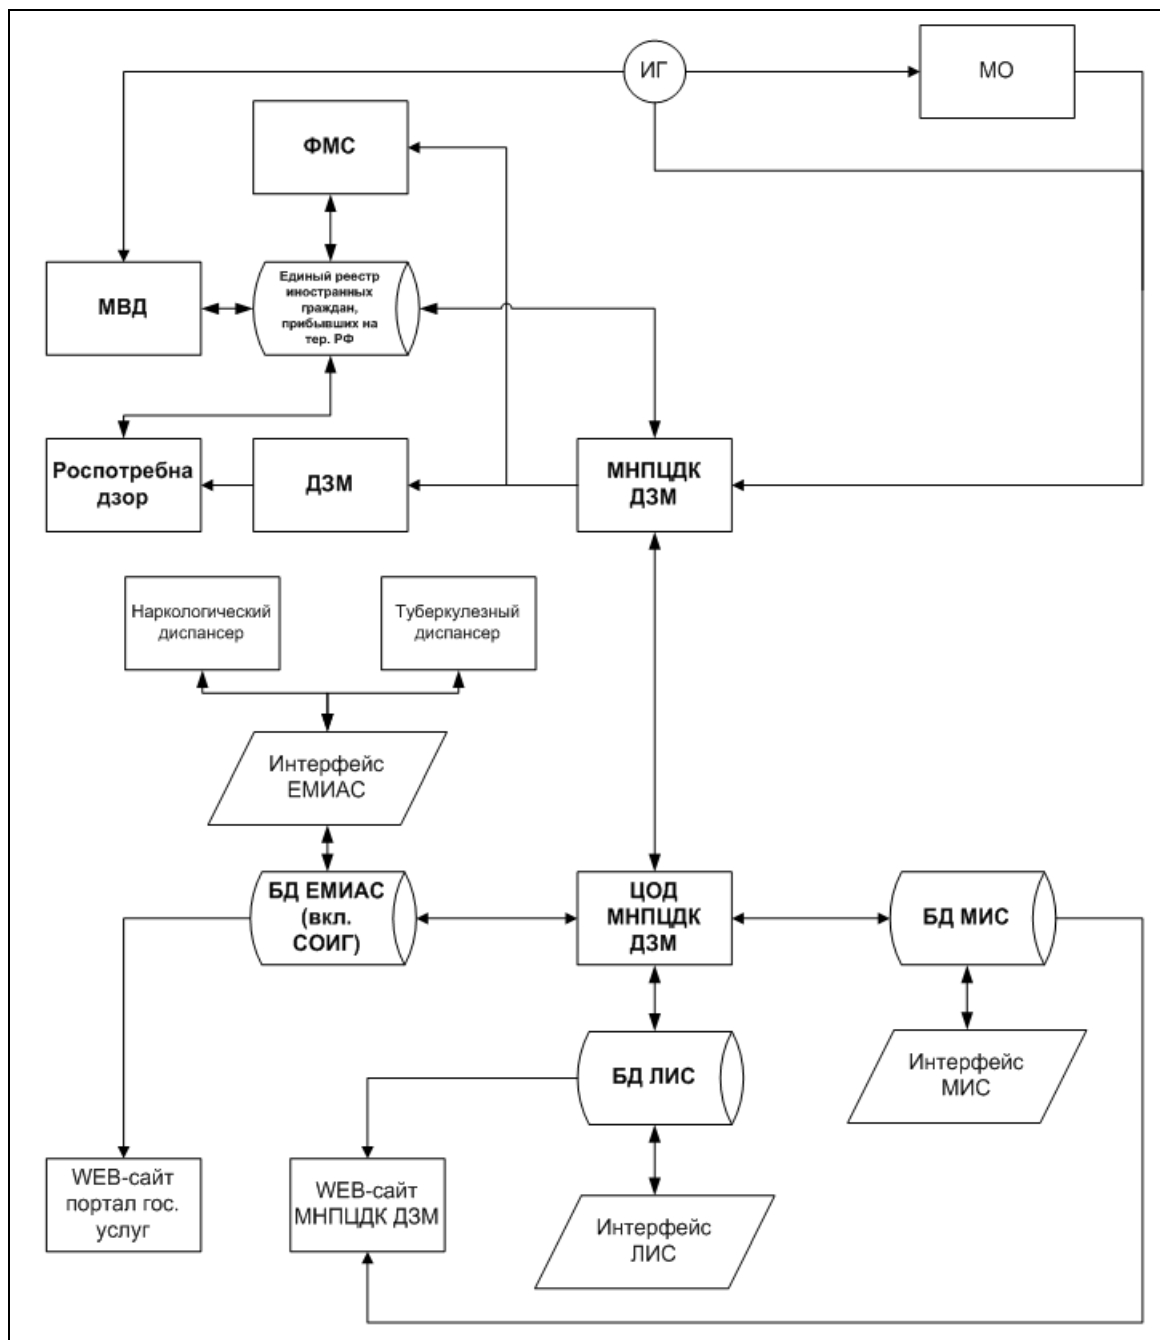 ИГ
МО
ФМС
МВД
Единый реестр
иностранных
граждан,
прибывших на
тер. РФ
Роспотребна
дзор
ДЗМ
МНПЦДК
ДЗМ
Наркологический
диспансер
Туберкулезный
диспансер
Интерфейс
ЕМИАС
БД ЕМИАС
(вкл.
СОИГ)
ЦОД
МНПЦДК
ДЗМ
БД МИС
БД ЛИС
Интерфейс
МИС
WEB-сайт
портал гос.
услуг
WEB-сайт
МНПЦДК ДЗМ
Интерфейс
ЛИС